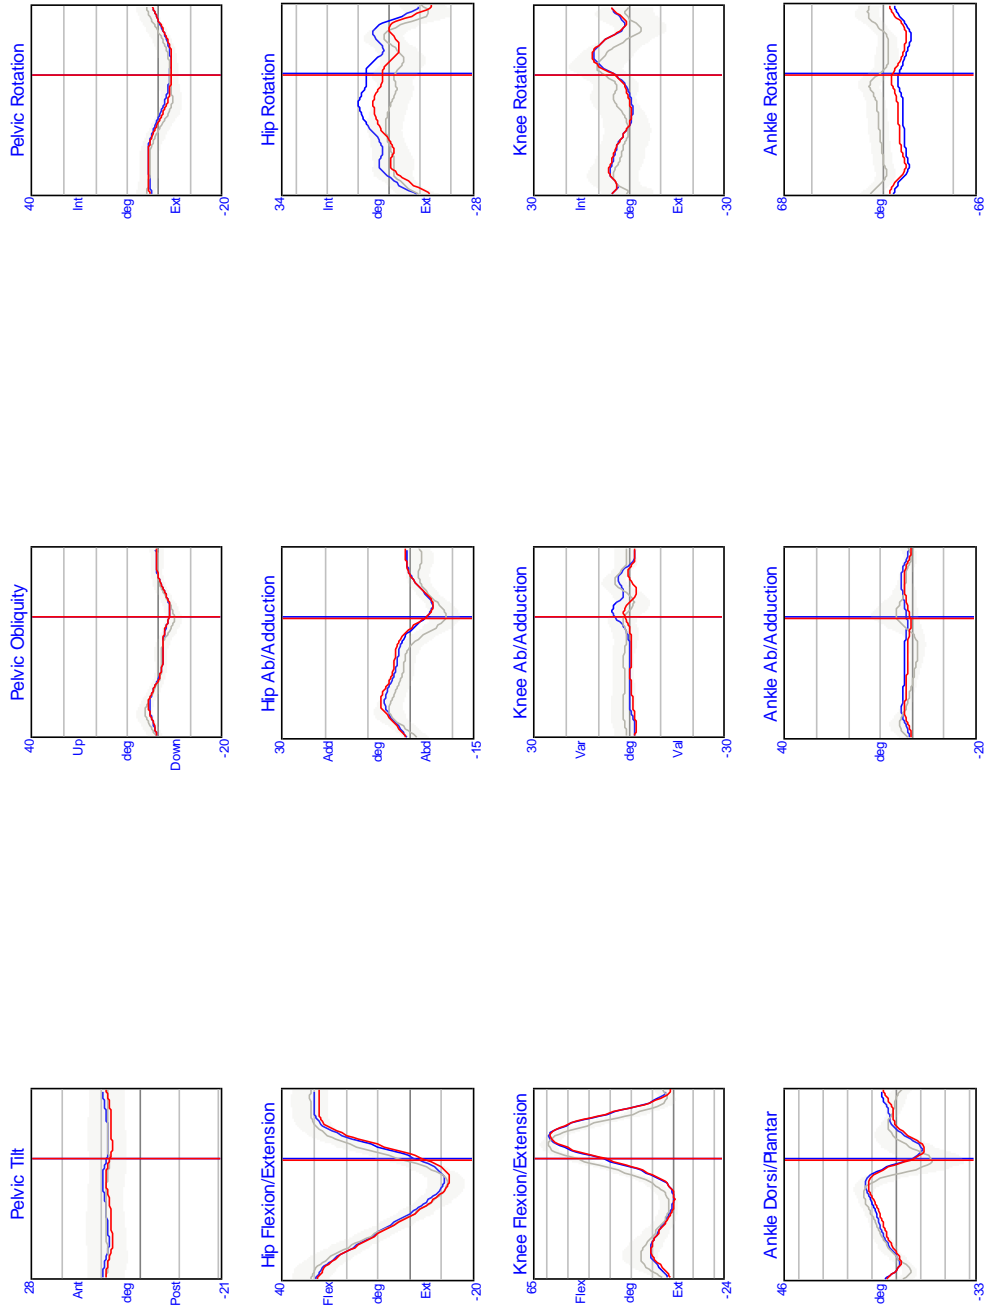 Pelvic Tilt
28
Ant
deg
Post
-21
Pelvic Obliquity
40
Up
deg
Down
-20
Pelvic Rotation
40
Int
deg
Ext
-20
Hip Flexion/Extension
40
Flex
deg
Ext
-20
Hip Ab/Adduction
30
Add
deg
Abd
-15
Hip Rotation
34
Int
deg
Ext
-28
Knee Flexion/Extension
65
Flex
deg
Ext
-24
Knee Ab/Adduction
30
Var
deg
Val
-30
Knee Rotation
30
Int
deg
Ext
-30
Ankle Dorsi/Plantar
46
deg
-33
Ankle Ab/Adduction
40
deg
-20
Ankle Rotation
68
deg
-66